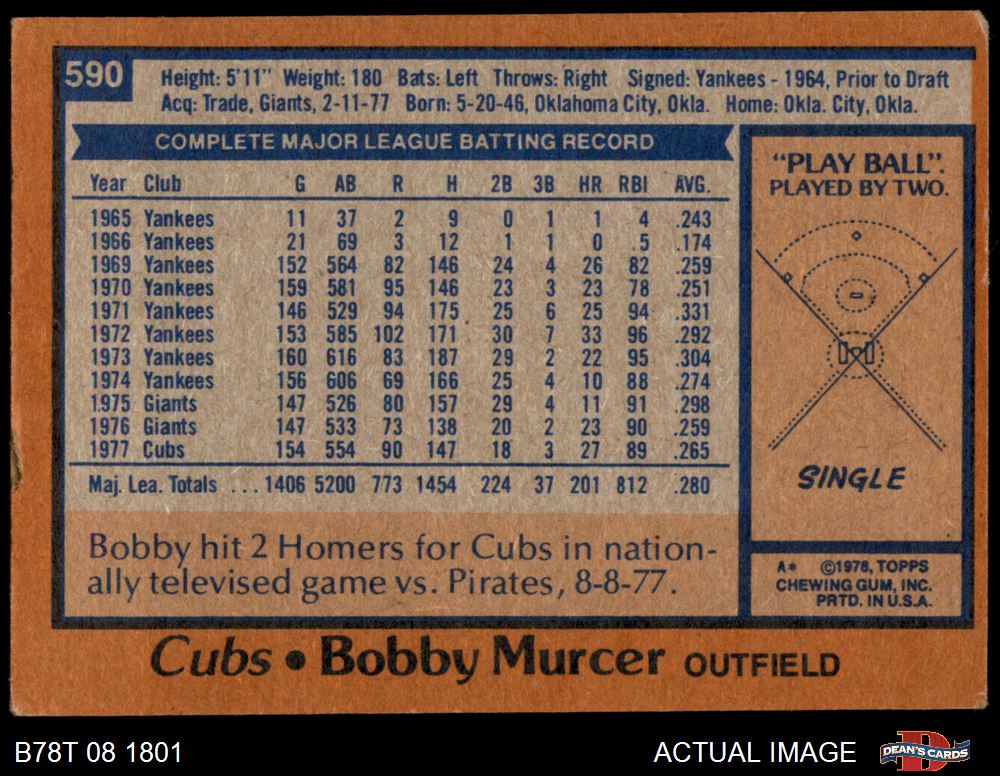 590
Height: 5'11" Weight: 180 Bats: Left Throws: Right Signed: Yankees - 1964, Prior to Draft
Acq: Trade, Giants, 2-11-77 Born: 5-20-46, Oklahoma City, Okla. Home: Okla. City, Okla.
COMPLETE MAJOR LEAGUE BATTING RECORD
Year Club G AB R H 2B 3B HR RBI AVG.
1965 Yankees 11 37 2 9 0 1 1 4 .243
1966 Yankees 21 69 3 12 1 1 0 .5 .174
1969 Yankees 152 564 82 146 24 4 26 82 .259
1970 Yankees 159 581 95 146 23 3 23 78 .251
1971 Yankees 146 529 94 175 25 6 25 94 .331
1972 Yankees 153 585 102 171 30 7 33 96 .292
1973 Yankees 160 616 83 187 29 2 22 95 .304
1974 Yankees 156 606 69 166 25 4 10 88 .274
1975 Giants 147 526 80 157 29 4 11 91 .298
1976 Giants 147 533 73 138 20 2 23 90 .259
1977 Cubs 154 554 90 147 18 3 27 89 .265
Maj. Lea. Totals ... 1406 5200 773 1454 224 37 201 812 .280
Bobby hit 2 Homers for Cubs in nation-
ally televised game vs. Pirates, 8-8-77.
"PLAY BALL".
PLAYED BY TWO.
SINGLE
A* ©1978, TOPPS
CHEWING GUM, INC.
PRTD. IN U.S.A.
Cubs • Bobby Murcer OUTFIELD
B78T 08 1801
ACTUAL IMAGE
DEAN'S CARDS